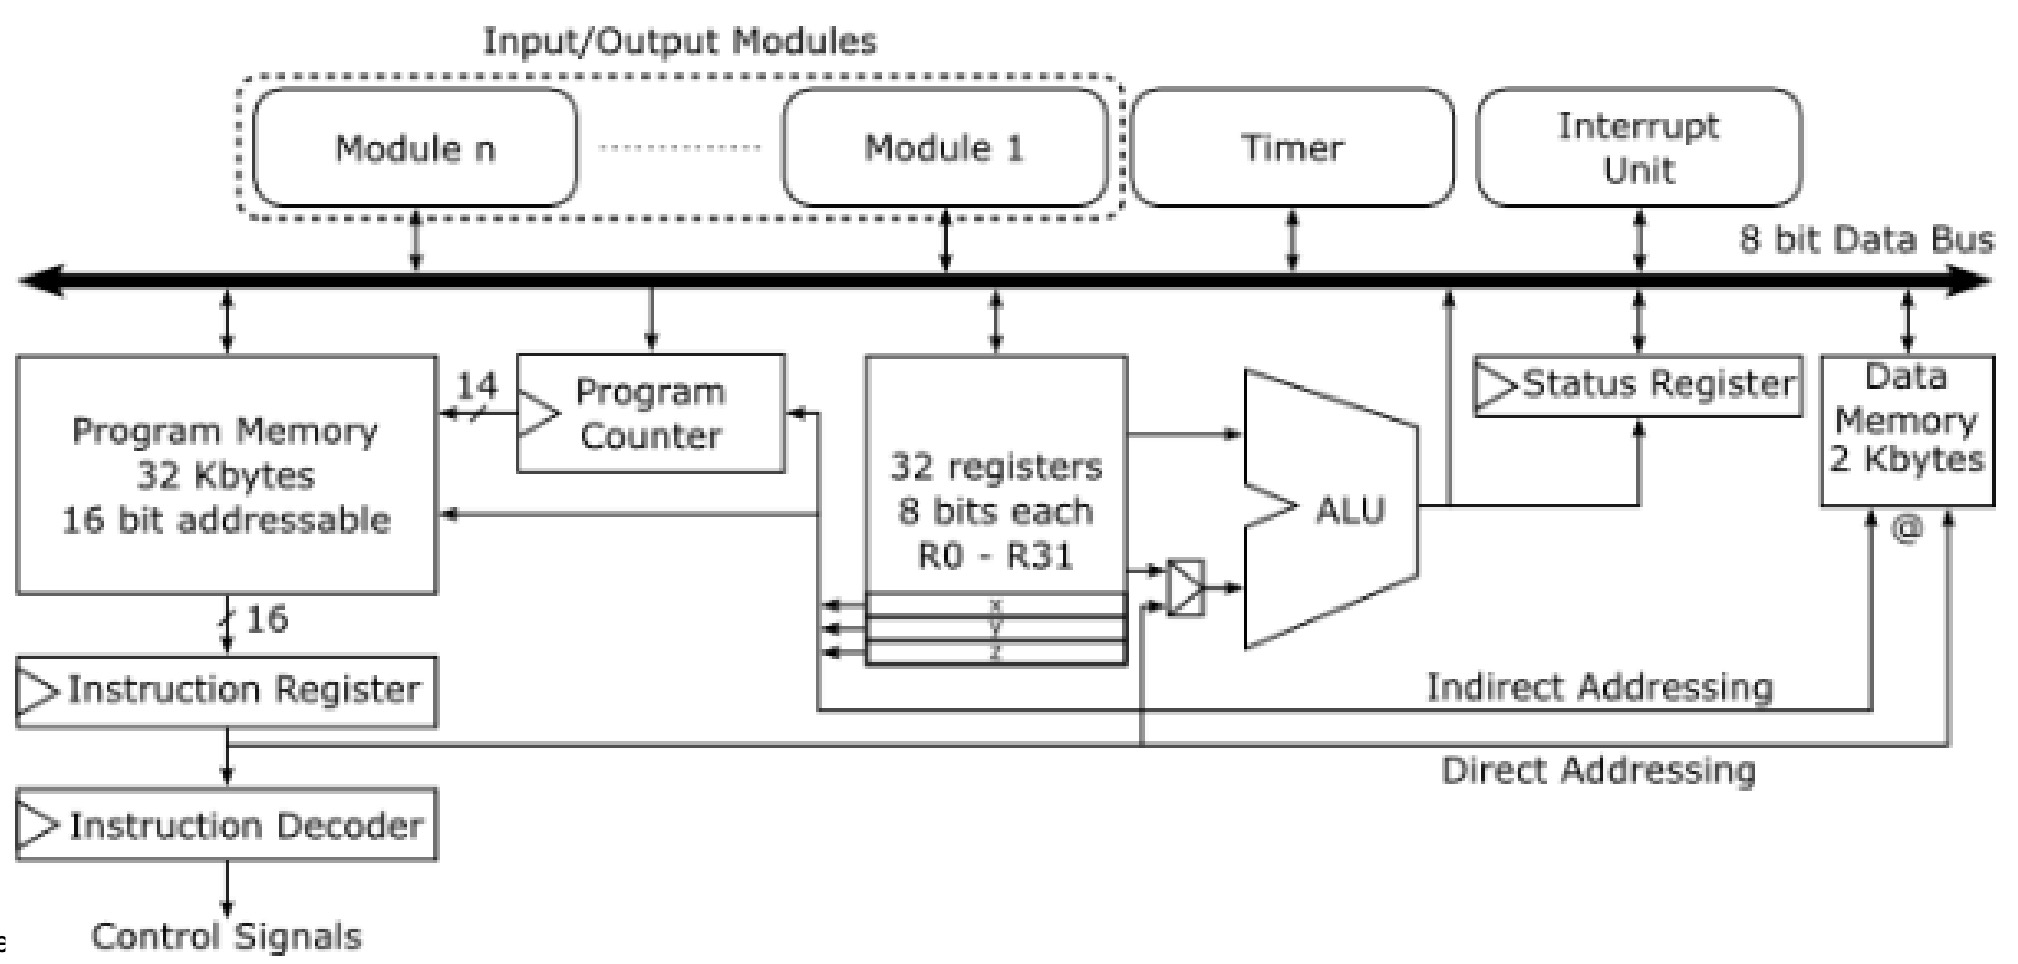 Input/Output Modules
Module n
Module 1
Timer
Interrupt
Unit
8 bit Data Bus
Program Memory
32 Kbytes
16 bit addressable
14
Program
Counter
32 registers
8 bits each
R0 - R31
X
Y
Z
ALU
Status Register
Data
Memory
2 Kbytes
@
16
Instruction Register
Indirect Addressing
Direct Addressing
Instruction Decoder
Control Signals
e